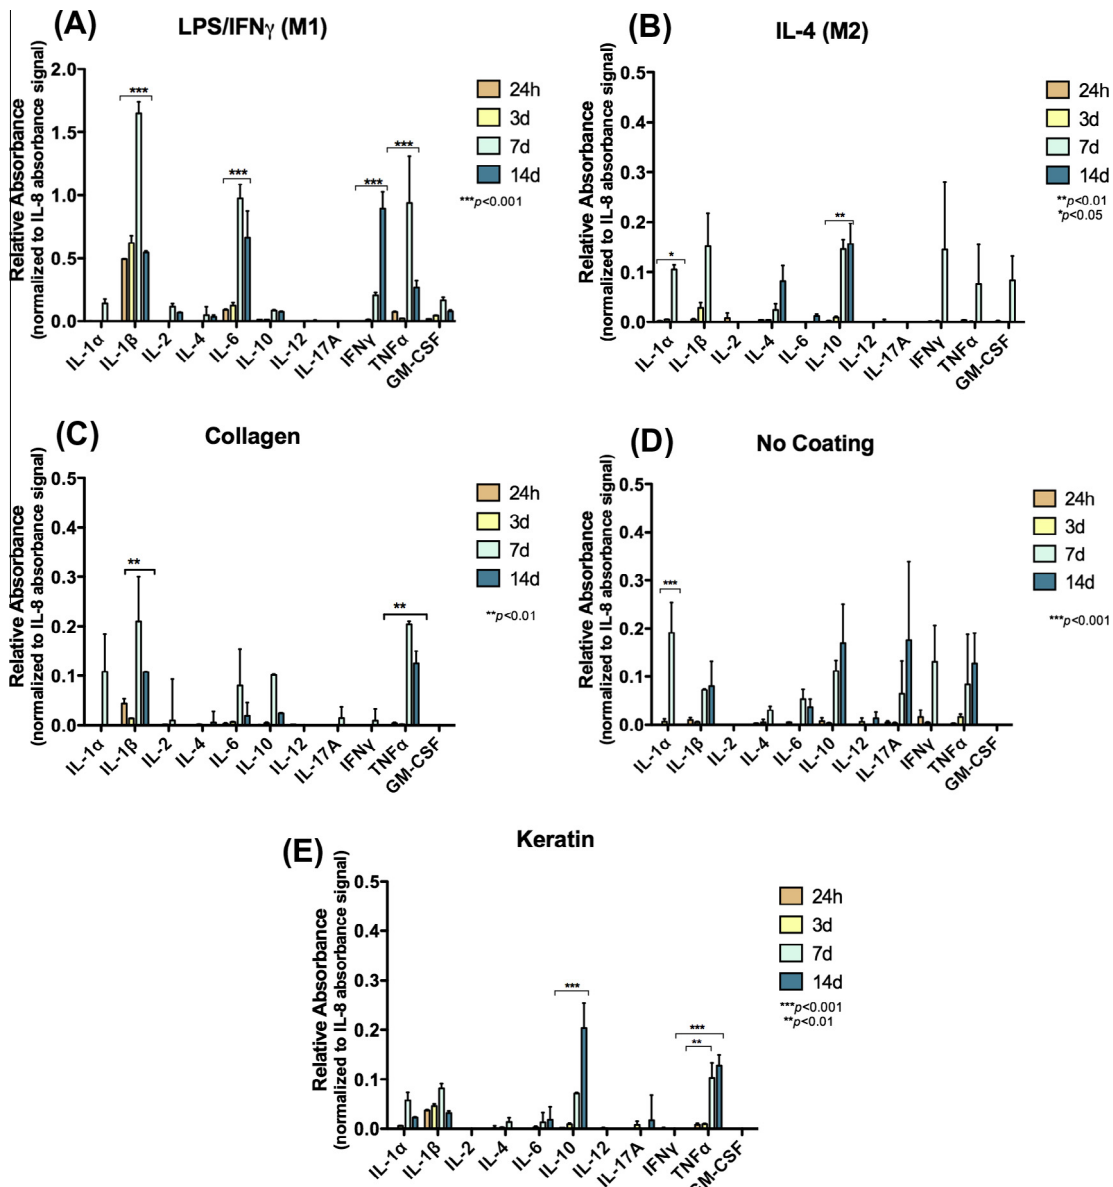 (A)
LPS/IFNγ (M1)
Relative Absorbance
(normalized to IL-8 absorbance signal)
2.0
1.5
1.0
0.5
0.0
***
***
***
***
24h
3d
7d
14d
***p<0.001
IL-1α
IL-1β
IL-2
IL-4
IL-6
IL-10
IL-12
IL-17A
IFNγ
TNFα
GM-CSF
(B)
IL-4 (M2)
Relative Absorbance
(normalized to IL-8 absorbance signal)
0.5
0.4
0.3
0.2
0.1
0.0
*
**
24h
3d
7d
14d
**p<0.01
*p<0.05
IL-1α
IL-1β
IL-2
IL-4
IL-6
IL-10
IL-12
IL-17A
IFNγ
TNFα
GM-CSF
(C)
Collagen
Relative Absorbance
(normalized to IL-8 absorbance signal)
0.5
0.4
0.3
0.2
0.1
0.0
**
**
24h
3d
7d
14d
**p<0.01
IL-1α
IL-1β
IL-2
IL-4
IL-6
IL-10
IL-12
IL-17A
IFNγ
TNFα
GM-CSF
(D)
No Coating
Relative Absorbance
(normalized to IL-8 absorbance signal)
0.5
0.4
0.3
0.2
0.1
0.0
***
24h
3d
7d
14d
***p<0.001
IL-1α
IL-1β
IL-2
IL-4
IL-6
IL-10
IL-12
IL-17A
IFNγ
TNFα
GM-CSF
(E)
Keratin
Relative Absorbance
(normalized to IL-8 absorbance signal)
0.5
0.4
0.3
0.2
0.1
0.0
***
***
**
24h
3d
7d
14d
***p<0.001
**p<0.01
IL-1α
IL-1β
IL-2
IL-4
IL-6
IL-10
IL-12
IL-17A
IFNγ
TNFα
GM-CSF